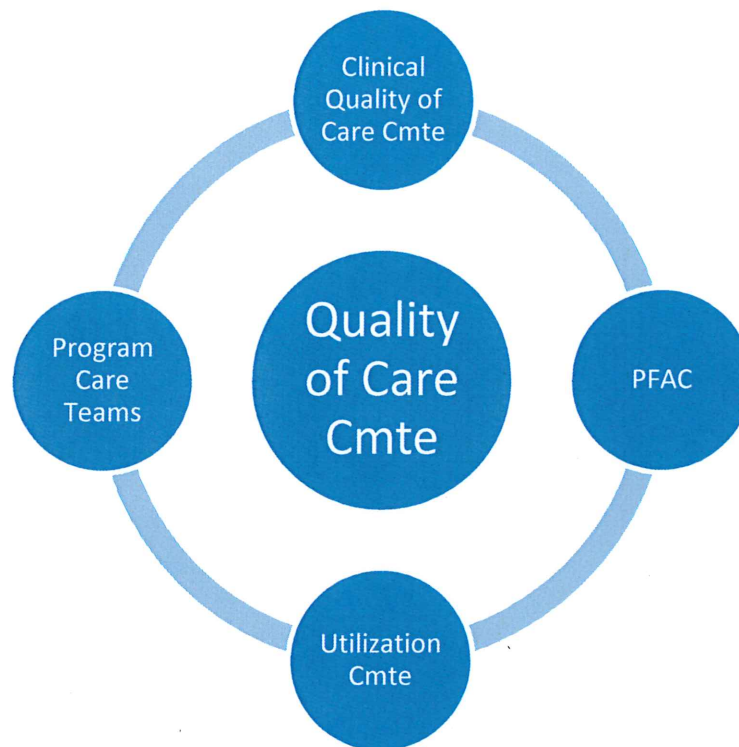 Clinical
Quality of
Care Cmte
Program
Care
Teams
Quality
of Care
Cmte
PFAC
Utilization
Cmte